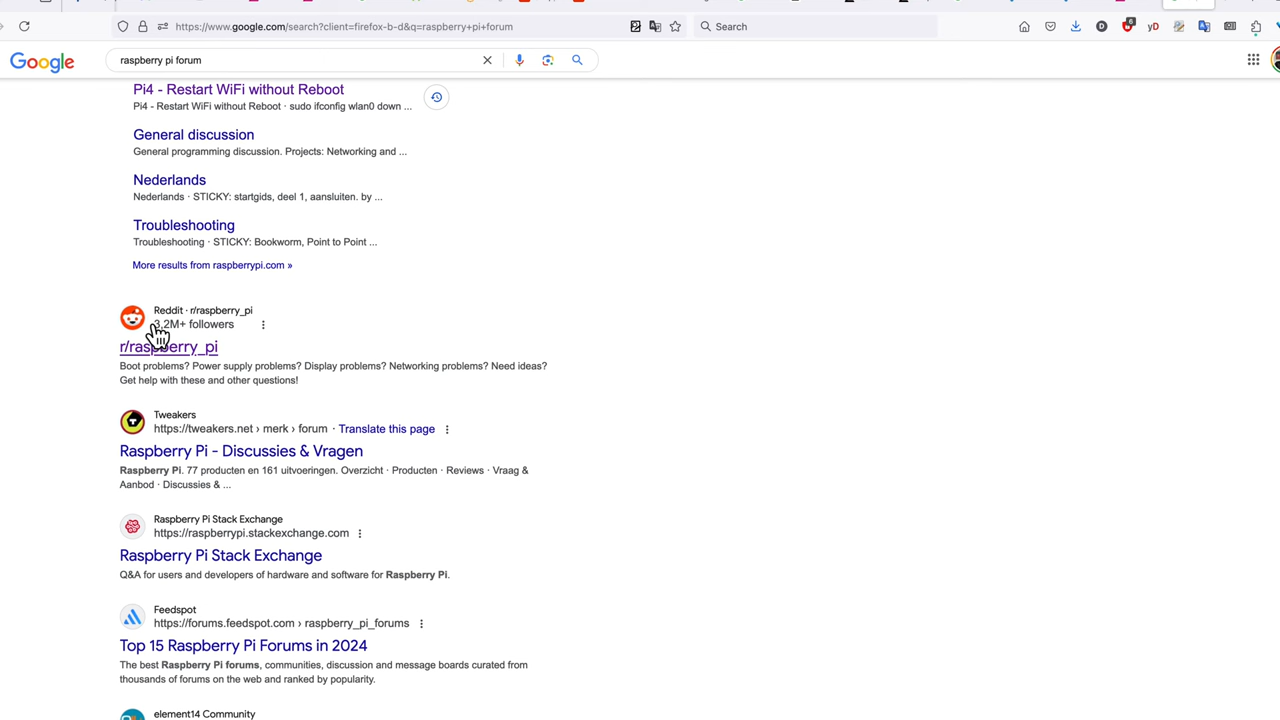 https://www.google.com/search?client=firefox-b-d&q=raspberry+pi+forum
Search
6
yD
Google
raspberry pi forum
Pi4 - Restart WiFi without Reboot
Pi4 - Restart WiFi without Reboot · sudo ifconfig wlan0 down ...
General discussion
General programming discussion. Projects: Networking and ...
Nederlands
Nederlands · STICKY: startgids, deel 1, aansluiten. by ...
Troubleshooting
Troubleshooting · STICKY: Bookworm, Point to Point ...
More results from raspberrypi.com »
Reddit · r/raspberry_pi
3,2M+ followers
r/raspberry_pi
Boot problems? Power supply problems? Display problems? Networking problems? Need ideas?
Get help with these and other questions!
Tweakers
https://tweakers.net › merk › forum · Translate this page
Raspberry Pi - Discussies & Vragen
Raspberry Pi. 77 producten en 161 uitvoeringen. Overzicht · Producten · Reviews · Vraag &
Aanbod · Discussies & ...
Raspberry Pi Stack Exchange
https://raspberrypi.stackexchange.com
Raspberry Pi Stack Exchange
Q&A for users and developers of hardware and software for Raspberry Pi.
Feedspot
https://forums.feedspot.com › raspberry_pi_forums
Top 15 Raspberry Pi Forums in 2024
The best Raspberry Pi forums, communities, discussion and message boards curated from
thousands of forums on the web and ranked by popularity.
element14 Community